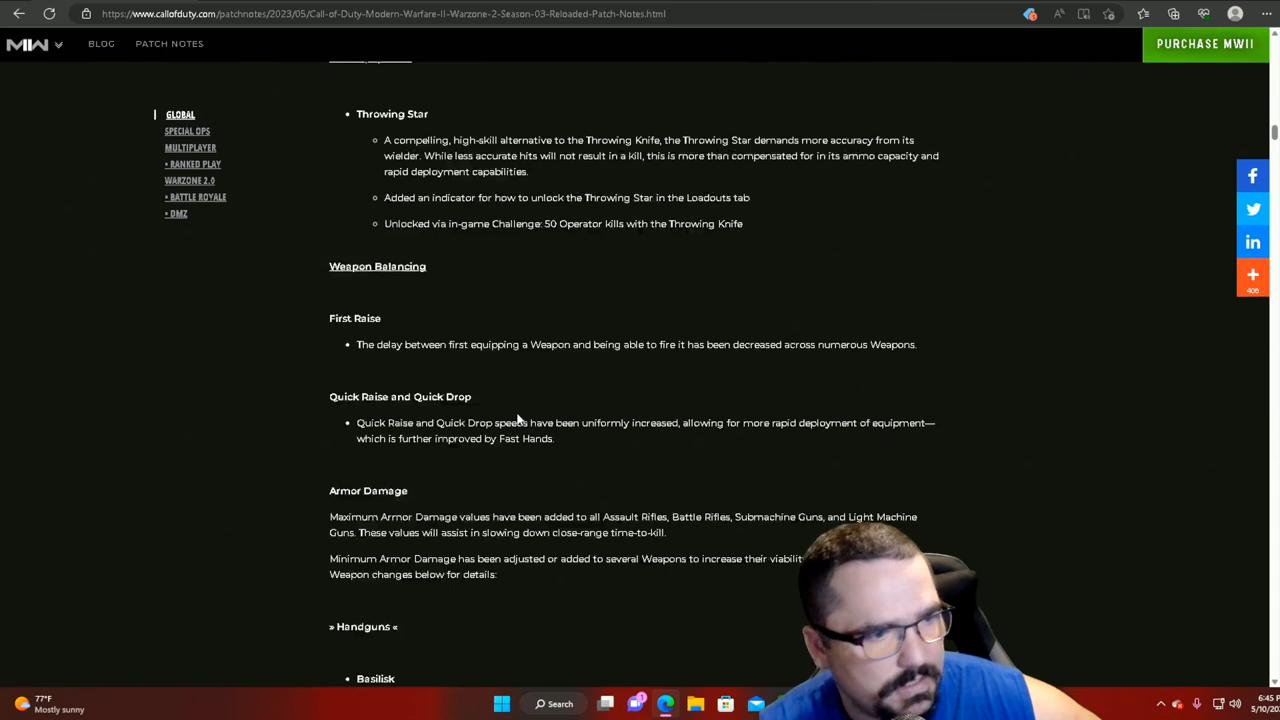 https://www.callofduty.com/patchnotes/2023/05/Call-of-Duty-Modern-Warfare-II-Warzone-2-Season-03-Reloaded-Patch-Notes.html
MW BLOG PATCH NOTES PURCHASE MWII
GLOBAL
SPECIAL OPS
MULTIPLAYER
• RANKED PLAY
WARZONE 2.0
• BATTLE ROYALE
• DMZ
• Throwing Star
A compelling, high-skill alternative to the Throwing Knife, the Throwing Star demands more accuracy from its
wielder. While less accurate hits will not result in a kill, this is more than compensated for in its ammo capacity and
rapid deployment capabilities.
Added an indicator for how to unlock the Throwing Star in the Loadouts tab
Unlocked via in-game Challenge: 50 Operator kills with the Throwing Knife
Weapon Balancing
First Raise
• The delay between first equipping a Weapon and being able to fire it has been decreased across numerous Weapons.
Quick Raise and Quick Drop
• Quick Raise and Quick Drop speeds have been uniformly increased, allowing for more rapid deployment of equipment—
which is further improved by Fast Hands.
Armor Damage
Maximum Armor Damage values have been added to all Assault Rifles, Battle Rifles, Submachine Guns, and Light Machine
Guns. These values will assist in slowing down close-range time-to-kill.
Minimum Armor Damage has been adjusted or added to several Weapons to increase their
Weapon changes below for details:
» Handguns «
• Basilisk
406
77°F
Mostly sunny
Search
6:45
5/10/202